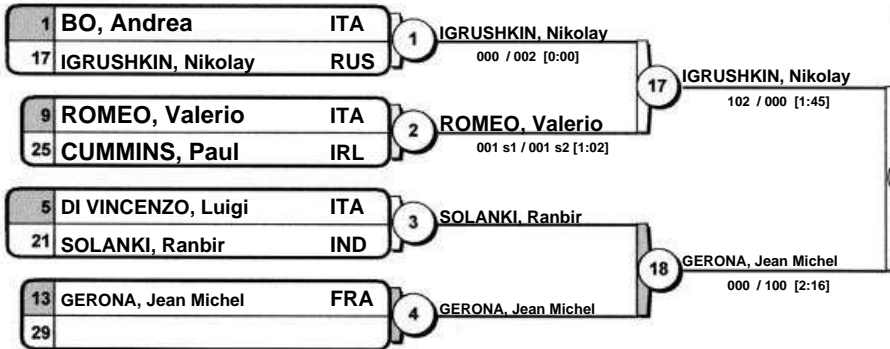 1 BO, Andrea ITA
17 IGRUSHKIN, Nikolay RUS
1
IGRUSHKIN, Nikolay
000 / 002 [0:00]
9 ROMEO, Valerio ITA
25 CUMMINS, Paul IRL
2
ROMEO, Valerio
001 s1 / 001 s2 [1:02]
17
IGRUSHKIN, Nikolay
102 / 000 [1:45]
5 DI VINCENZO, Luigi ITA
21 SOLANKI, Ranbir IND
3
SOLANKI, Ranbir
13 GERONA, Jean Michel FRA
29
4
GERONA, Jean Michel
18
GERONA, Jean Michel
000 / 100 [2:16]